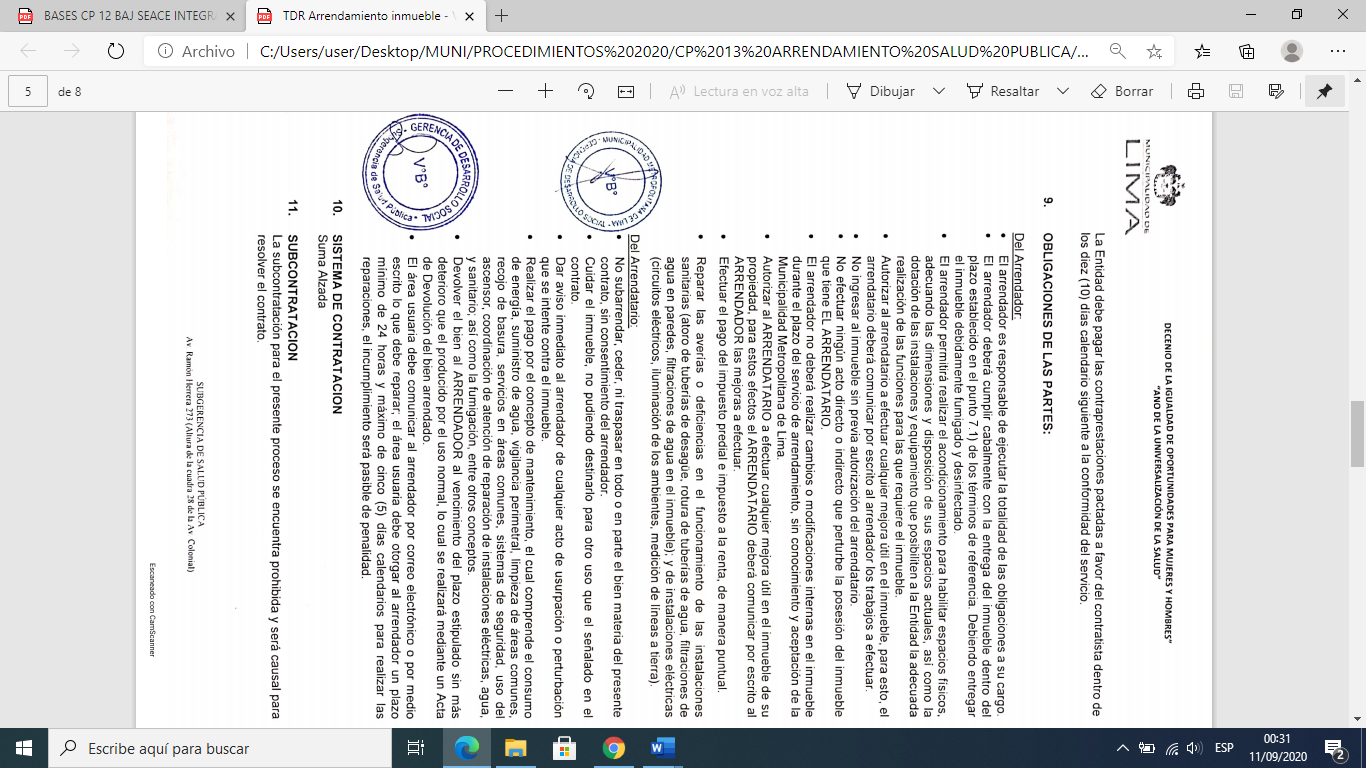 BASES CP 12 BAJ SEACE INTEGRA
TDR Arrendamiento inmueble - V
Archivo
C:/Users/user/Desktop/MUNI/PROCEDIMIENTOS%202020/CP%2013%20ARRENDAMIENTO%20SALUD%20PUBLICA/...
5 de 8
Lectura en voz alta
Dibujar
Resaltar
Borrar
MUNICIPALIDAD DE
LIMA
DECENIO DE LA IGUALDAD DE OPORTUNIDADES PARA MUJERES Y HOMBRES"
"AÑO DE LA UNIVERSALIZACIÓN DE LA SALUD"
La Entidad debe pagar las contraprestaciones pactadas a favor del contratista dentro de
los diez (10) días calendario siguiente a la conformidad del servicio.
9. OBLIGACIONES DE LAS PARTES:
Del Arrendador:
• El arrendador es responsable de ejecutar la totalidad de las obligaciones a su cargo.
• El arrendador deberá cumplir cabalmente con la entrega del inmueble dentro del
plazo establecido en el punto 7.1) de los términos de referencia. Debiendo entregar
el inmueble debidamente fumigado y desinfectado.
• El arrendador permitirá realizar el acondicionamiento para habilitar espacios físicos,
adecuando las dimensiones y disposición de sus espacios actuales, así como la
dotación de las instalaciones y equipamiento que posibiliten a la Entidad la adecuada
realización de las funciones para las que requiere el inmueble.
• Autorizar al arrendatario a efectuar cualquier mejora útil en el inmueble, para esto, el
arrendatario deberá comunicar por escrito al arrendador los trabajos a efectuar.
• No ingresar al inmueble sin previa autorización del arrendatario.
• No efectuar ningún acto directo o indirecto que perturbe la posesión del inmueble
que tiene EL ARRENDATARIO.
• El arrendador no deberá realizar cambios o modificaciones internas en el inmueble
durante el plazo del servicio de arrendamiento, sin conocimiento y aceptación de la
Municipalidad Metropolitana de Lima.
• Autorizar al ARRENDATARIO a efectuar cualquier mejora útil en el inmueble de su
propiedad, para estos efectos el ARRENDATARIO deberá comunicar por escrito al
ARRENDADOR las mejoras a efectuar.
• Efectuar el pago del impuesto predial e impuesto a la renta, de manera puntual.
• Reparar las averías o deficiencias en el funcionamiento de las instalaciones
sanitarias (atoro de tuberías de desagüe, rotura de tuberías de agua, filtraciones de
agua en paredes, filtraciones de agua en el inmueble); y de instalaciones eléctricas
(circuitos eléctricos, iluminación de los ambientes, medición de líneas a tierra).
Del Arrendatario:
• No subarrendar, ceder, ni traspasar en todo o en parte el bien materia del presente
contrato, sin consentimiento del arrendador.
• Cuidar el inmueble, no pudiendo destinarlo para otro uso que el señalado en el
contrato.
• Dar aviso inmediato al arrendador de cualquier acto de usurpación o perturbación
que se intente contra el inmueble.
• Realizar el pago por el concepto de mantenimiento, el cual comprende el consumo
de energía, suministro de agua, vigilancia perimetral, limpieza de áreas comunes,
recojo de basura, servicios en áreas comunes, sistemas de seguridad, uso del
ascensor, coordinación de atención de reparación de instalaciones eléctricas, agua,
y sanitario; así como la fumigación, entre otros conceptos.
• Devolver el bien al ARRENDADOR al vencimiento del plazo estipulado sin más
deterioro que el producido por el uso normal, lo cual se realizará mediante un Acta
de Devolución del bien arrendado.
• El área usuaria debe comunicar al arrendador por correo electrónico o por medio
escrito lo que debe reparar; el área usuaria debe otorgar al arrendador un plazo
mínimo de 24 horas y máximo de cinco (5) días calendarios para realizar las
reparaciones, el incumplimiento será pasible de penalidad.
10. SISTEMA DE CONTRATACION
Suma Alzada
11. SUBCONTRATACION
La subcontratación para el presente proceso se encuentra prohibida y será causal para
resolver el contrato.
MUNICIPALIDAD METROPOLITANA DE LIMA
V°B°
GERENCIA DE DESARROLLO SOCIAL
V°B°
Subgerencia de Salud Pública
SUBGERENCIA DE SALUD PÚBLICA
Av. Ramón Herrera 273 (Altura de la cuadra 28 de la Av. Colonial)
Escaneado con CamScanner
Escribe aquí para buscar
ESP
00:31
11/09/2020
2